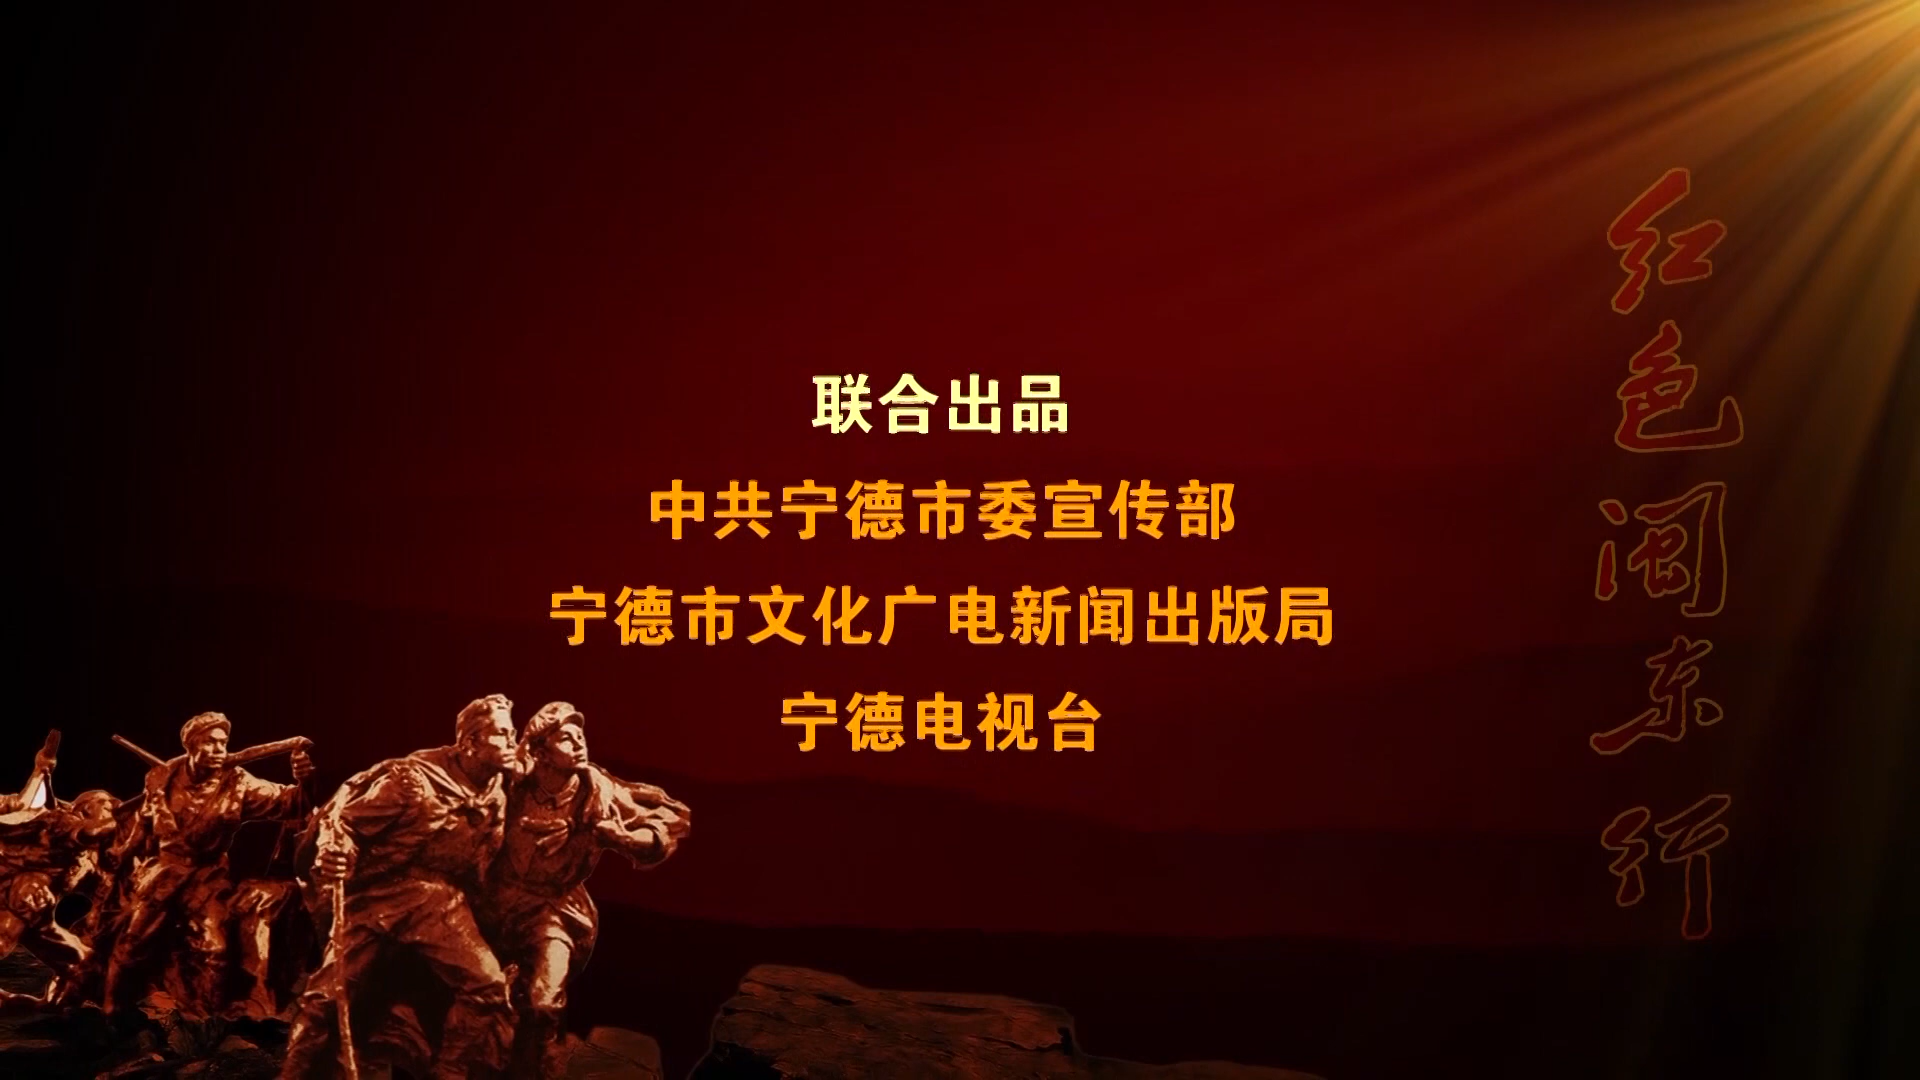 联合出品
中共宁德市委宣传部
宁德市文化广电新闻出版局
宁德电视台
红色闽东行